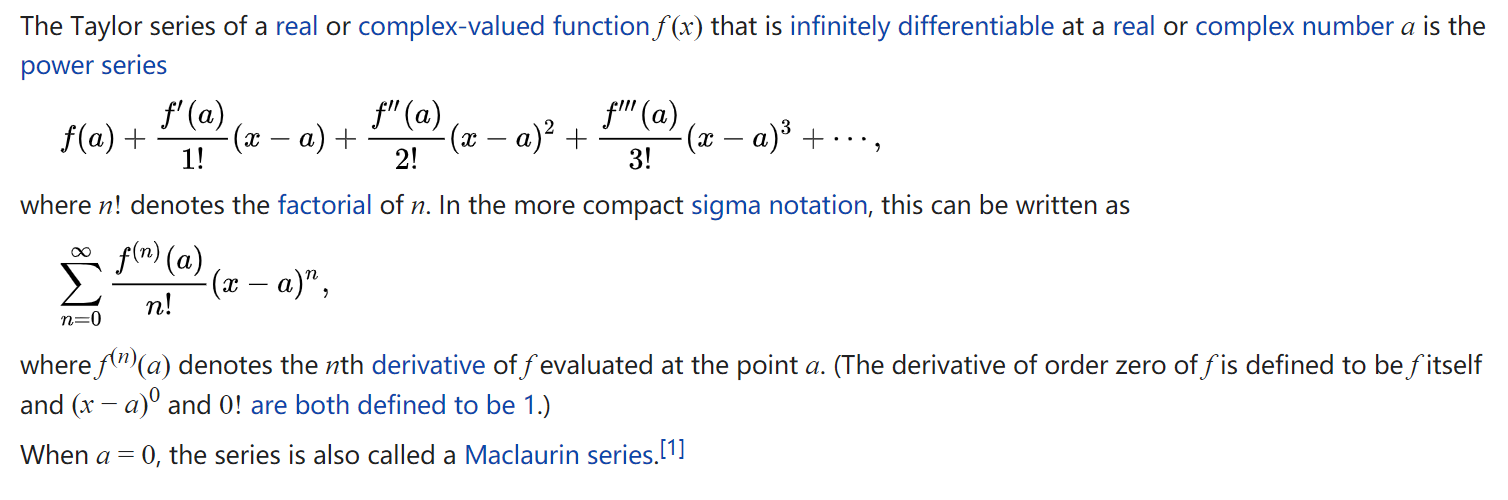 The Taylor series of a real or complex-valued function f (x) that is infinitely differentiable at a real or complex number a is the
power series
f(a) + f′(a)/1! (x − a) + f″(a)/2! (x − a)² + f‴(a)/3! (x − a)³ + ⋯,
where n! denotes the factorial of n. In the more compact sigma notation, this can be written as
∑_{n=0}^{∞} f⁽ⁿ⁾(a)/n! (x − a)ⁿ,
where f⁽ⁿ⁾(a) denotes the nth derivative of f evaluated at the point a. (The derivative of order zero of f is defined to be f itself
and (x − a)⁰ and 0! are both defined to be 1.)
When a = 0, the series is also called a Maclaurin series.[1]